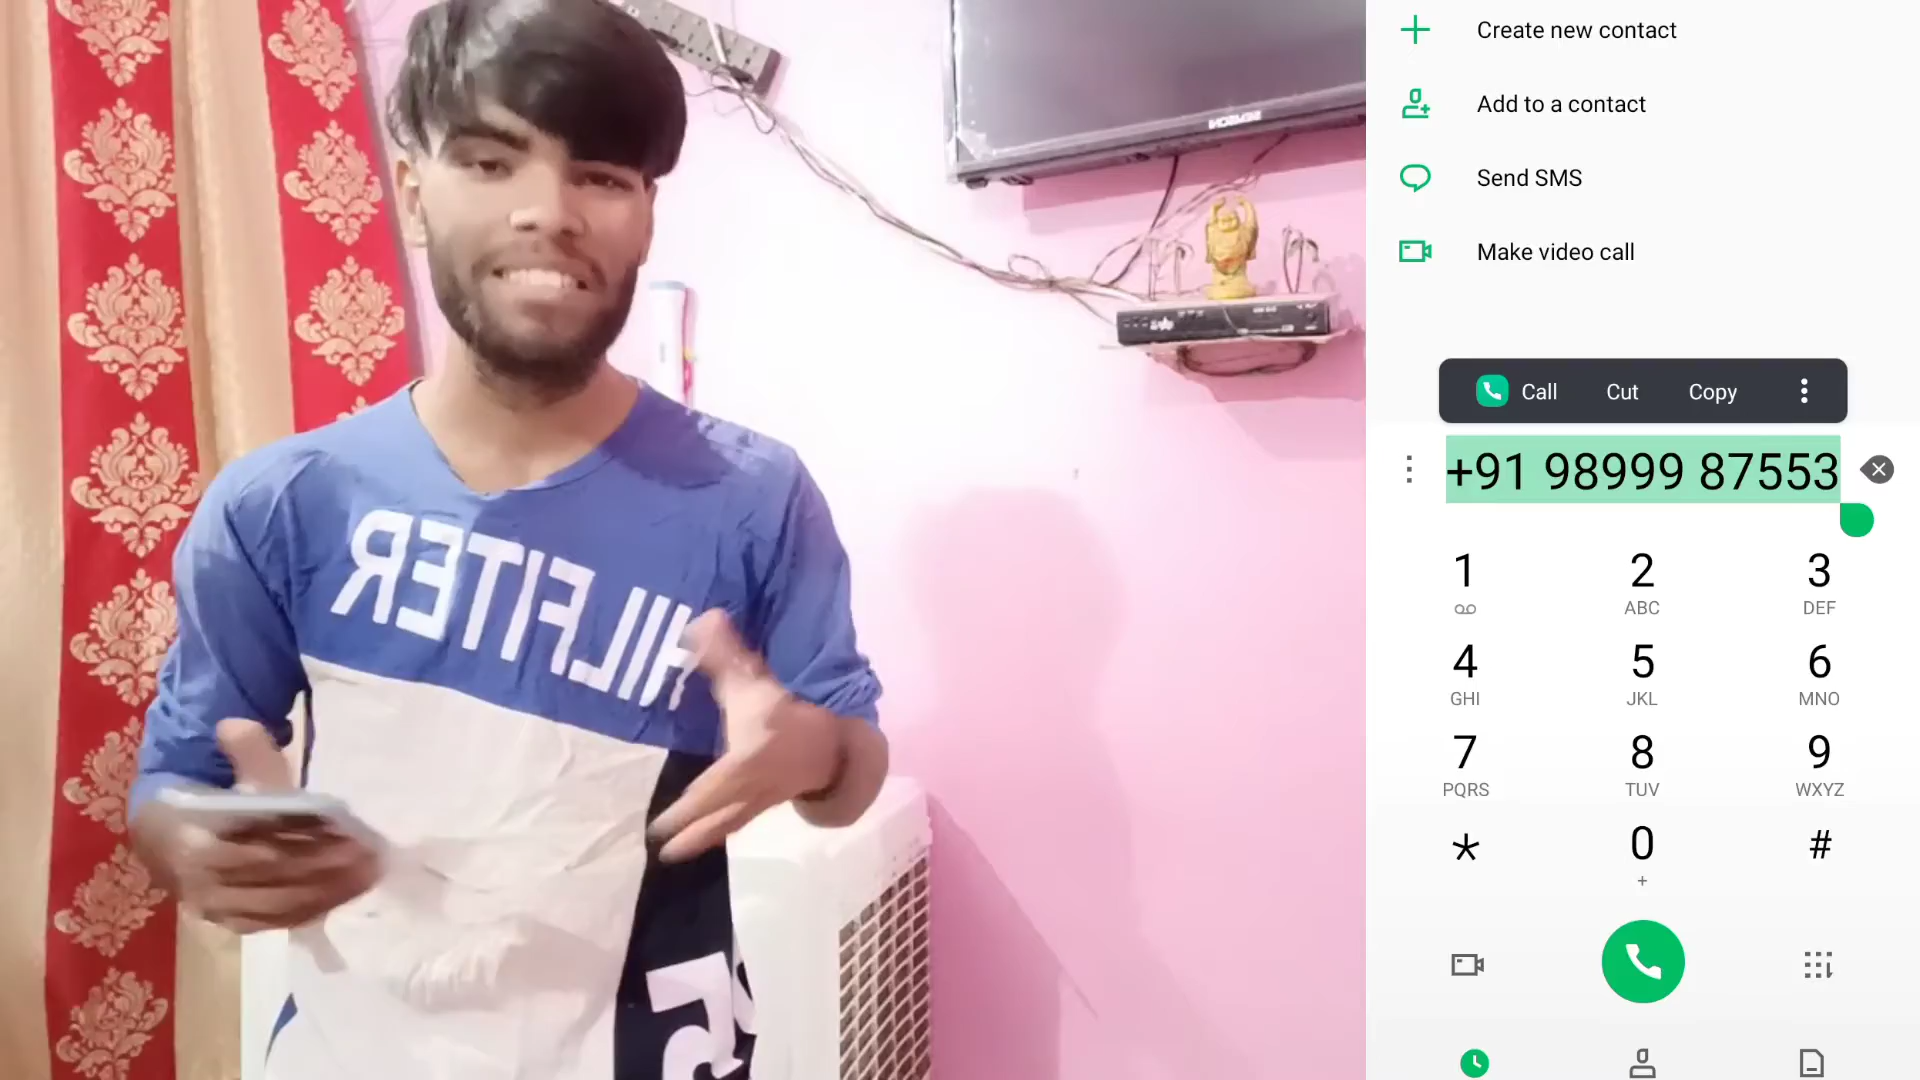 HILFITER
Create new contact
Add to a contact
Send SMS
Make video call
Call Cut Copy
+91 98999 87553
1 2 3
ABC DEF
4 5 6
GHI JKL MNO
7 8 9
PQRS TUV WXYZ
* 0 #
+